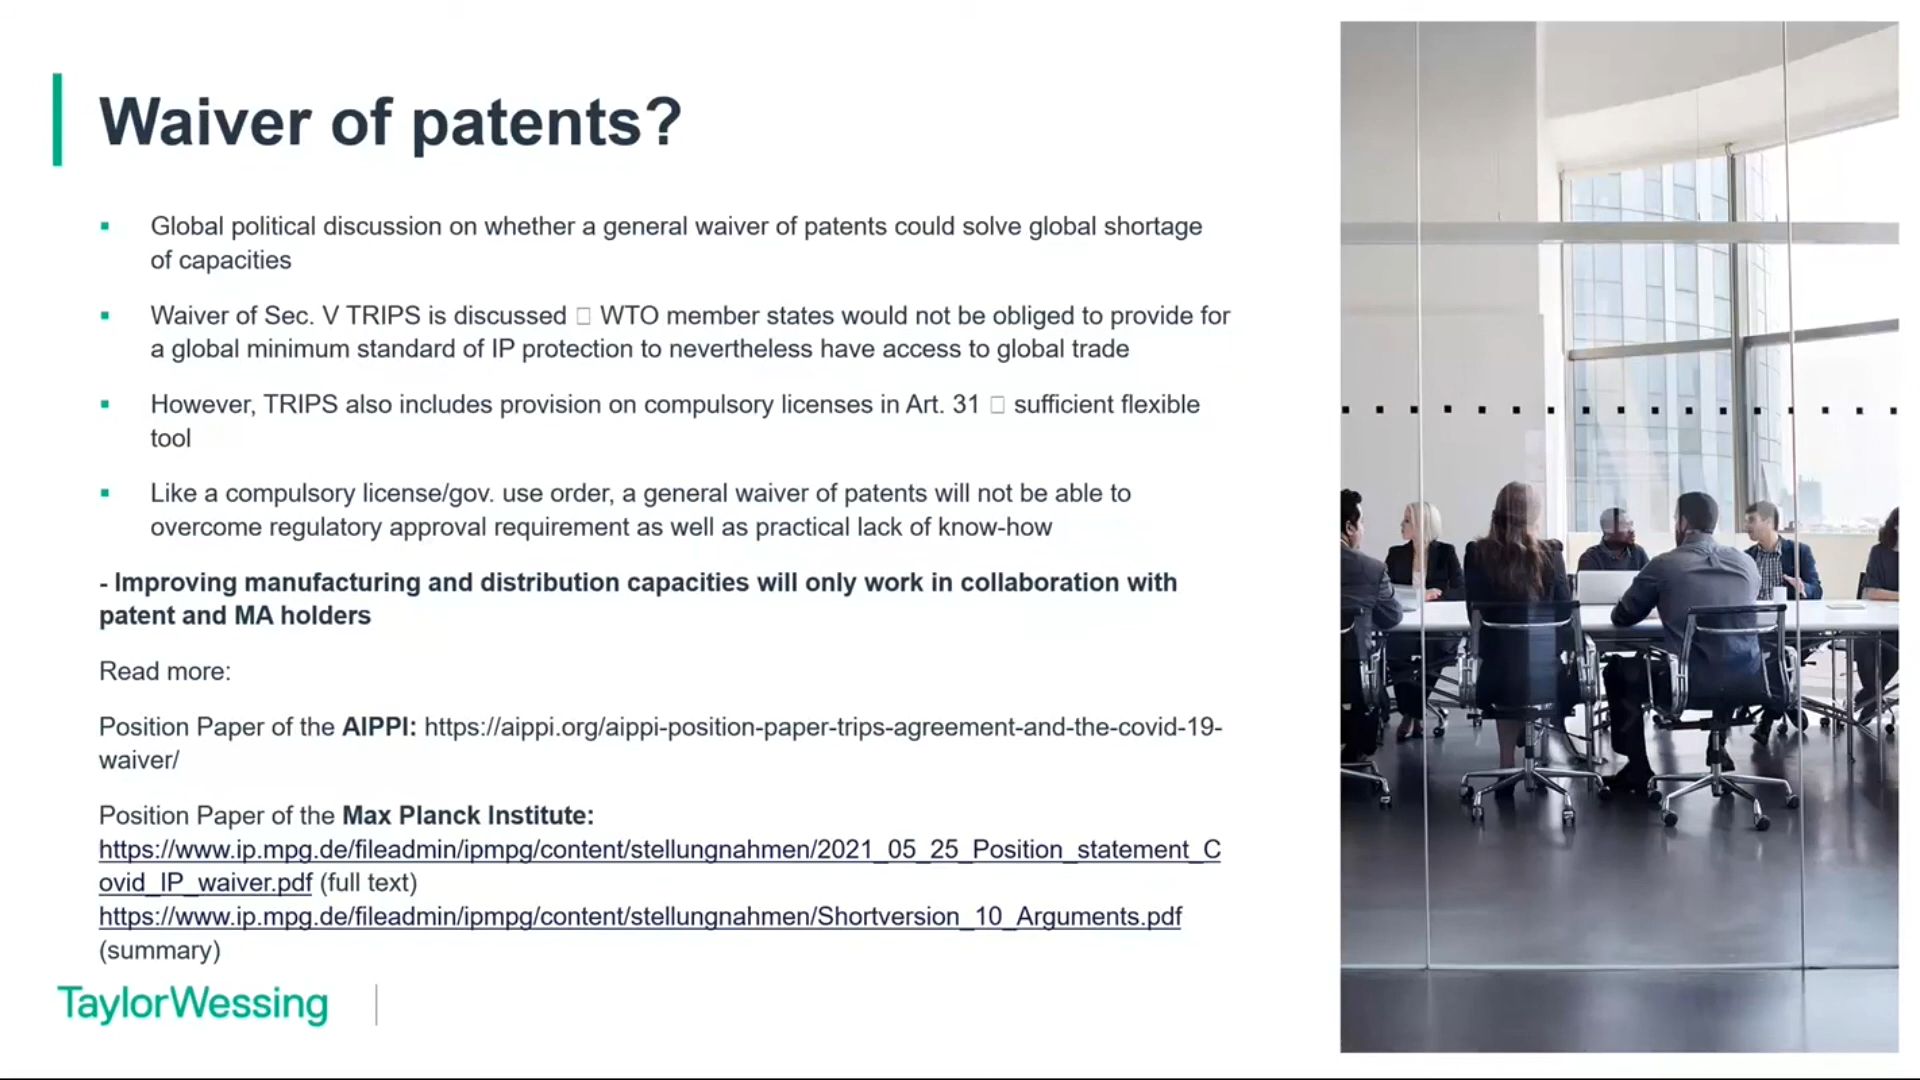 Waiver of patents?
▪ Global political discussion on whether a general waiver of patents could solve global shortage
of capacities
▪ Waiver of Sec. V TRIPS is discussed □ WTO member states would not be obliged to provide for
a global minimum standard of IP protection to nevertheless have access to global trade
▪ However, TRIPS also includes provision on compulsory licenses in Art. 31 □ sufficient flexible
tool
▪ Like a compulsory license/gov. use order, a general waiver of patents will not be able to
overcome regulatory approval requirement as well as practical lack of know-how
- Improving manufacturing and distribution capacities will only work in collaboration with
patent and MA holders
Read more:
Position Paper of the AIPPI: https://aippi.org/aippi-position-paper-trips-agreement-and-the-covid-19-
waiver/
Position Paper of the Max Planck Institute:
https://www.ip.mpg.de/fileadmin/ipmpg/content/stellungnahmen/2021_05_25_Position_statement_C
ovid_IP_waiver.pdf (full text)
https://www.ip.mpg.de/fileadmin/ipmpg/content/stellungnahmen/Shortversion_10_Arguments.pdf
(summary)
TaylorWessing